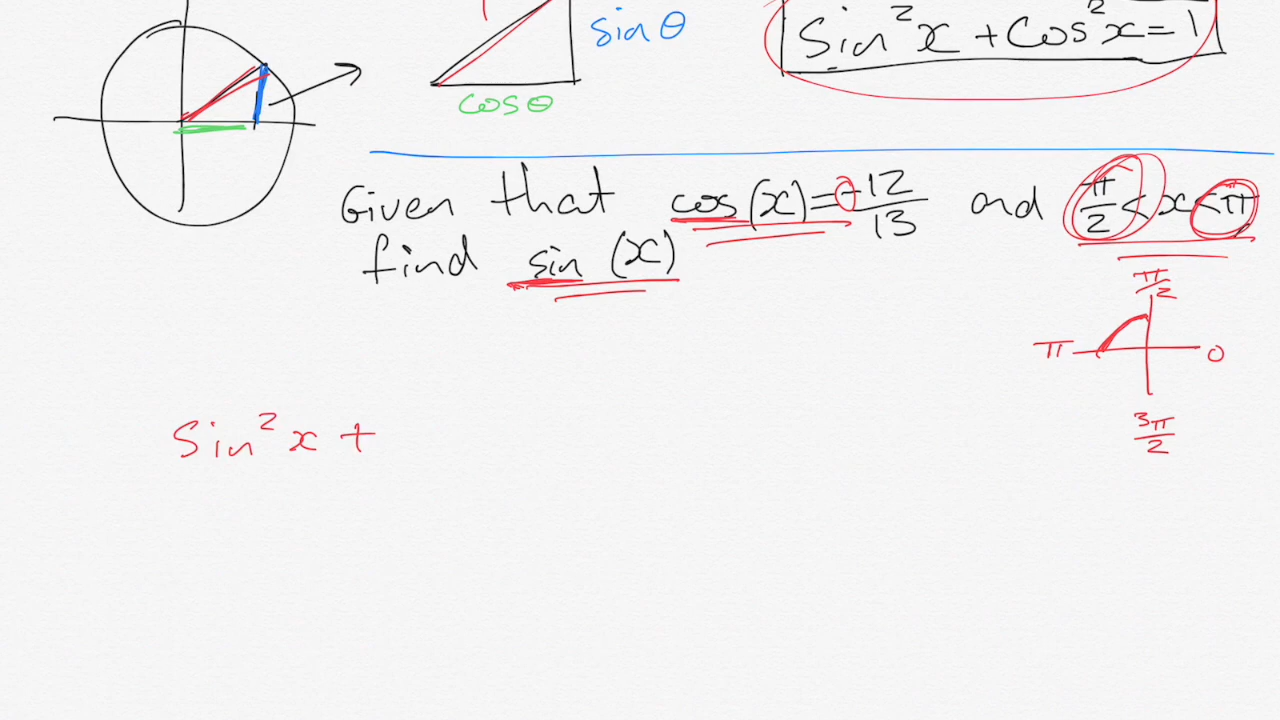 sin θ
cos θ
Sin²x + Cos²x = 1
Given that cos(x) = -12/13 and π/2 < x < π
find sin (x)
π/2
π 0
3π/2
Sin²x +